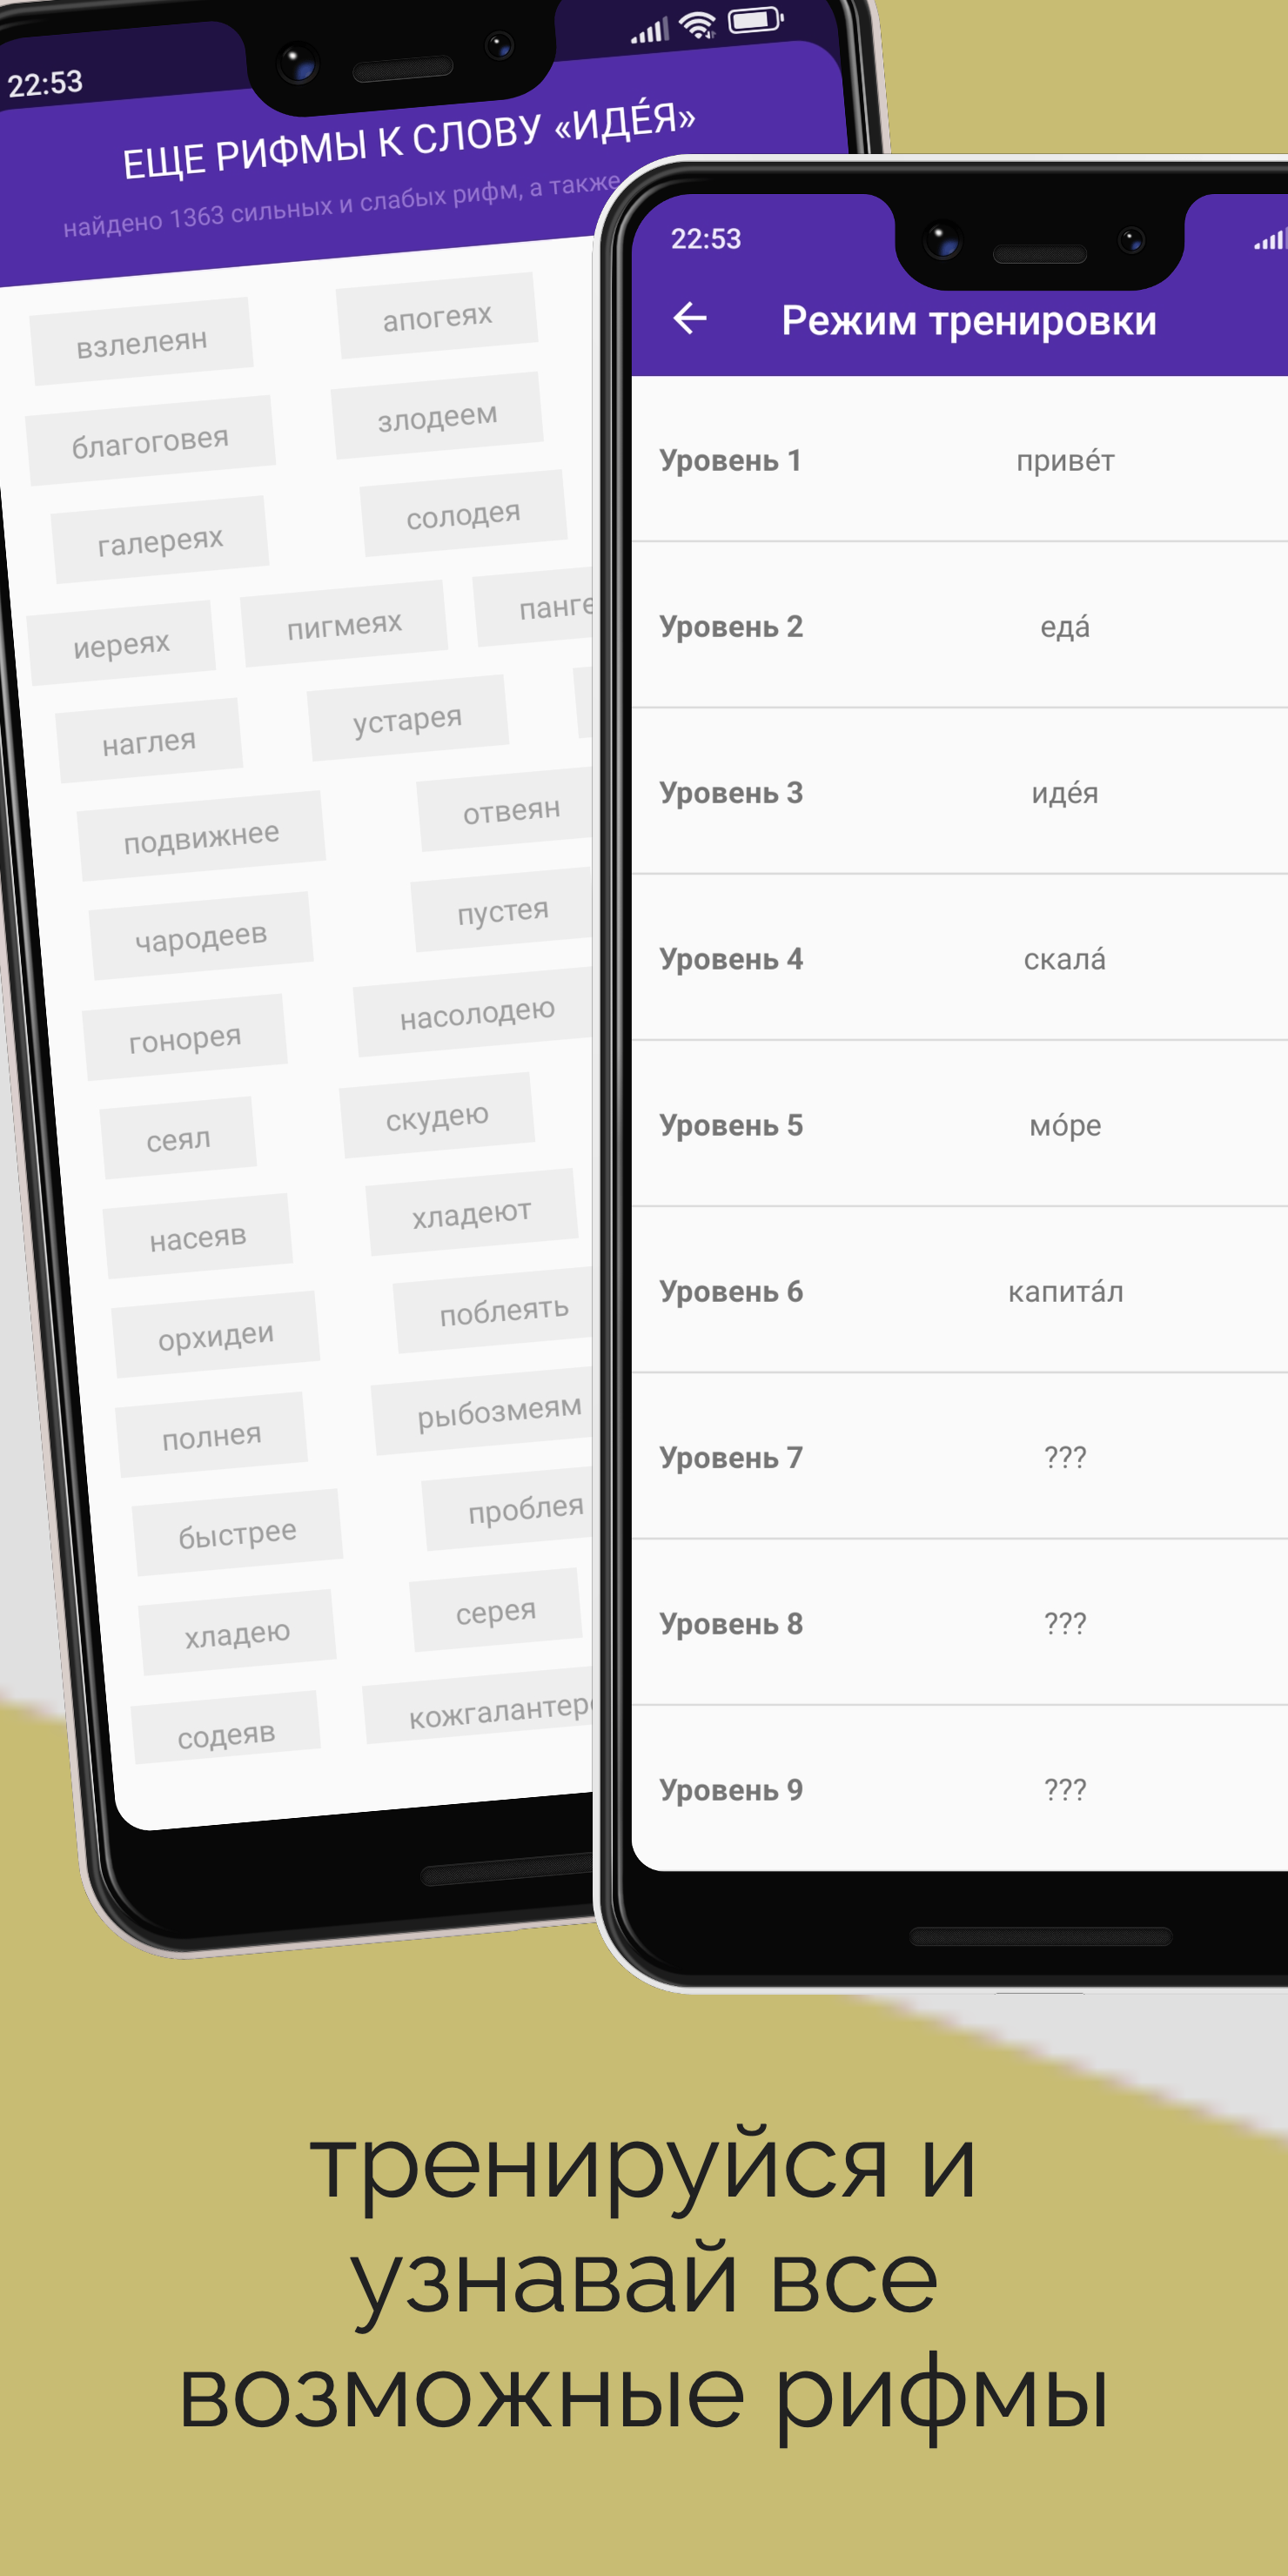 22:53
ЕЩЕ РИФМЫ К СЛОВУ «ИДЕ́Я»
найдено 1363 сильных и слабых рифм, а также
взлелеян апогеях
благоговея злодеем
галереях солодея
иереях пигмеях
наглея устарея
подвижнее отвеян
чародеев пустея
гонорея насолодею
сеял скудею
насеяв хладеют
орхидеи поблеять
полнея рыбозмеям
быстрее проблея
хладею серея
содеяв
22:53
Режим тренировки
Уровень 1 приве́т
Уровень 2 еда́
Уровень 3 иде́я
Уровень 4 скала́
Уровень 5 мо́ре
Уровень 6 капита́л
Уровень 7 ???
Уровень 8 ???
Уровень 9 ???
тренируйся и
узнавай все
возможные рифмы